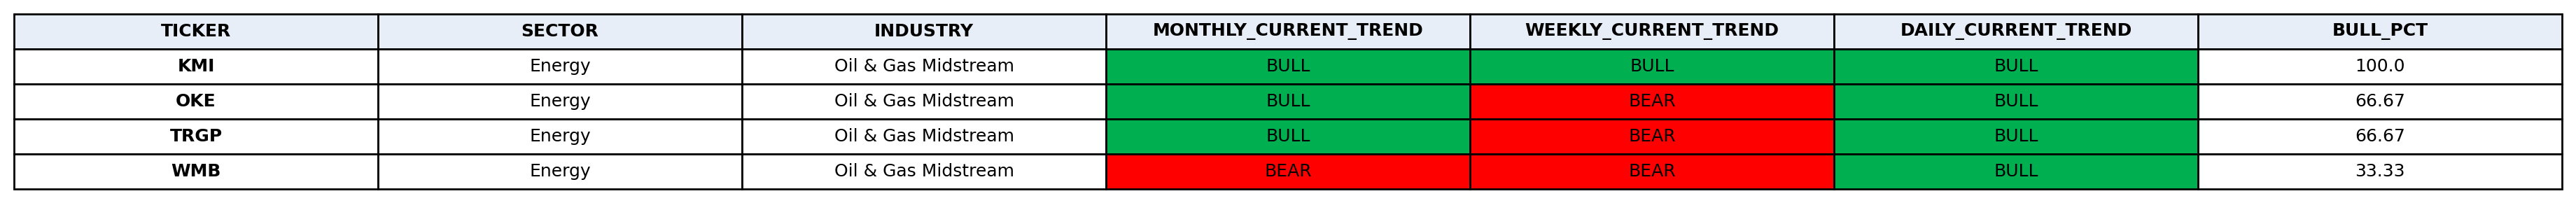 TICKER SECTOR INDUSTRY MONTHLY_CURRENT_TREND WEEKLY_CURRENT_TREND DAILY_CURRENT_TREND BULL_PCT
KMI Energy Oil & Gas Midstream BULL BULL BULL 100.0
OKE Energy Oil & Gas Midstream BULL BEAR BULL 66.67
TRGP Energy Oil & Gas Midstream BULL BEAR BULL 66.67
WMB Energy Oil & Gas Midstream BEAR BEAR BULL 33.33